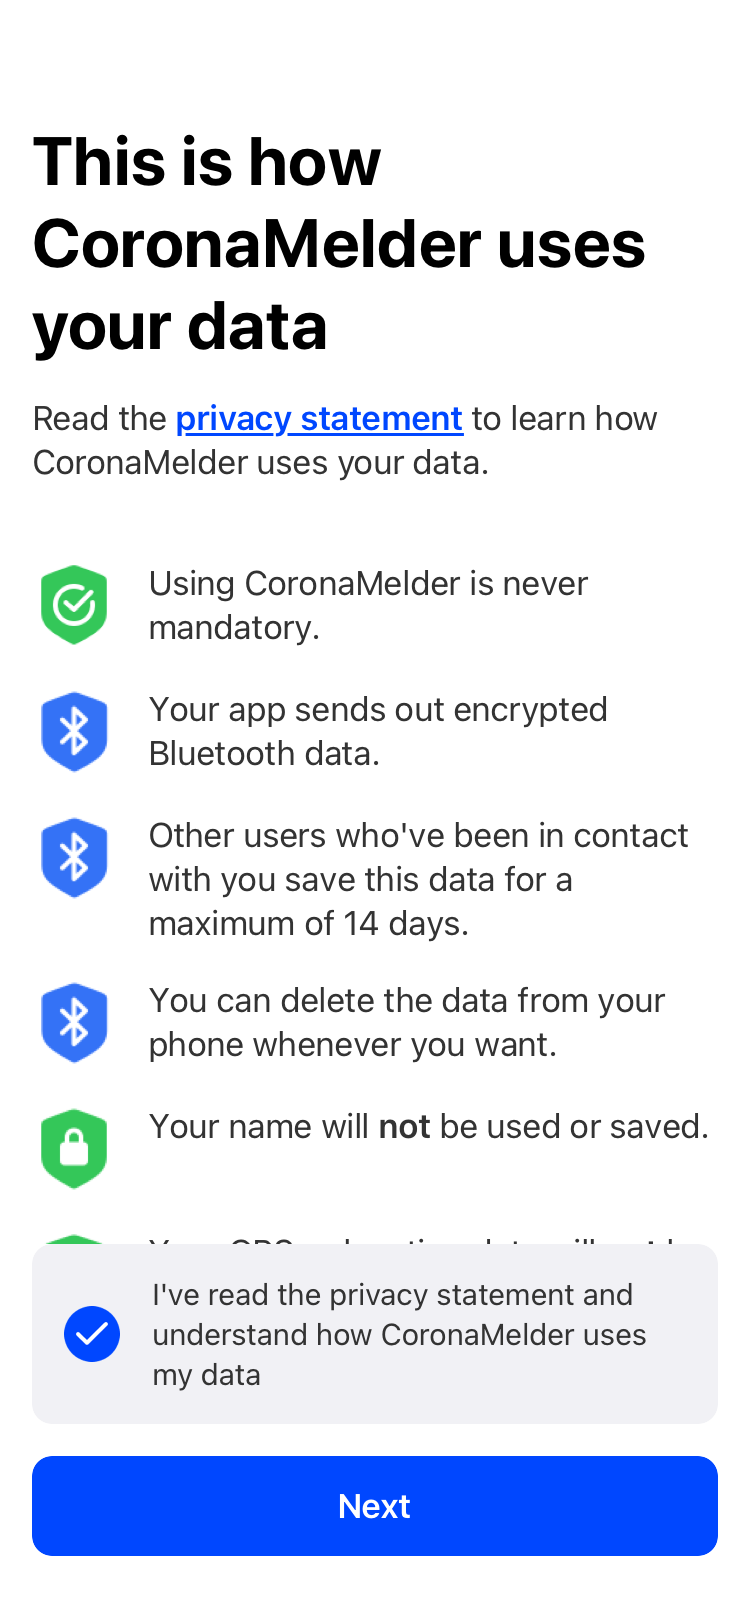 This is how
CoronaMelder uses
your data
Read the privacy statement to learn how
CoronaMelder uses your data.
Using CoronaMelder is never
mandatory.
Your app sends out encrypted
Bluetooth data.
Other users who've been in contact
with you save this data for a
maximum of 14 days.
You can delete the data from your
phone whenever you want.
Your name will not be used or saved.
I've read the privacy statement and
understand how CoronaMelder uses
my data
Next